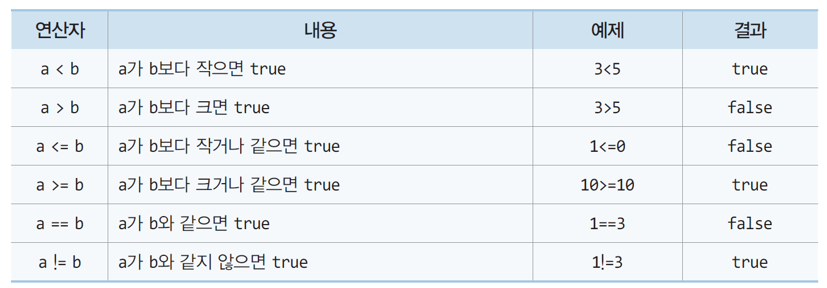 연산자 내용 예제 결과
a < b a가 b보다 작으면 true 3<5 true
a > b a가 b보다 크면 true 3>5 false
a <= b a가 b보다 작거나 같으면 true 1<=0 false
a >= b a가 b보다 크거나 같으면 true 10>=10 true
a == b a가 b와 같으면 true 1==3 false
a != b a가 b와 같지 않으면 true 1!=3 true